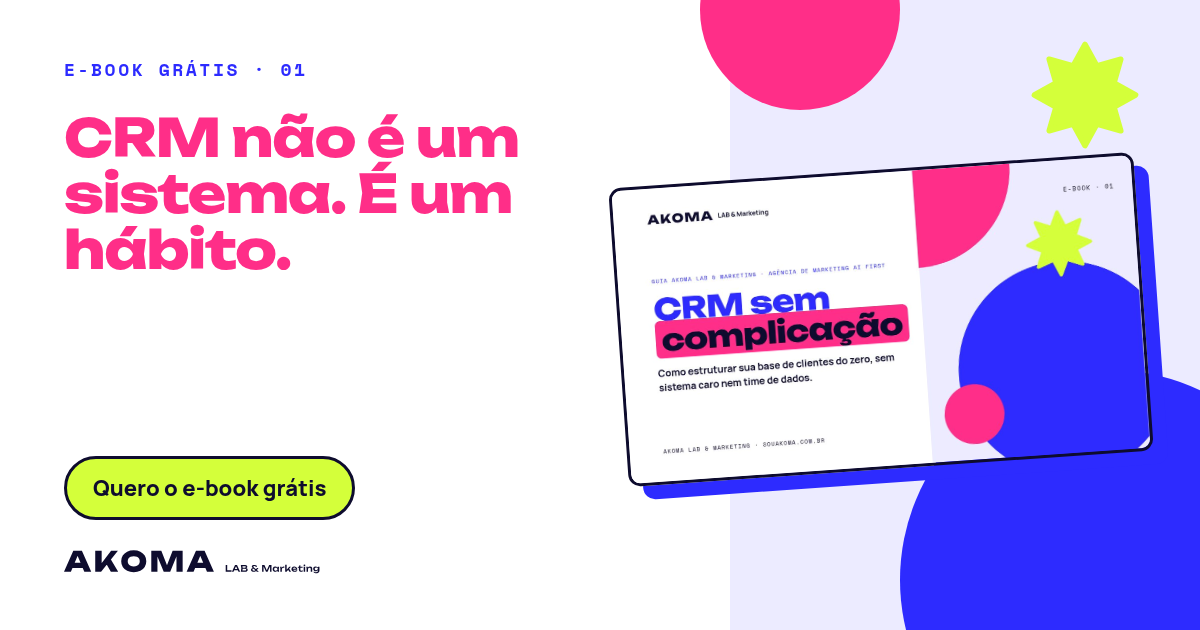 E-BOOK GRÁTIS · 01
CRM não é um
sistema. É um
hábito.
Quero o e-book grátis
AKOMA LAB & Marketing
AKOMA LAB & Marketing
E-BOOK · 01
GUIA AKOMA LAB & MARKETING · AGÊNCIA DE MARKETING AI FIRST
CRM sem
complicação
Como estruturar sua base de clientes do zero, sem
sistema caro nem time de dados.
AKOMA LAB & MARKETING · SOUAKOMA.COM.BR